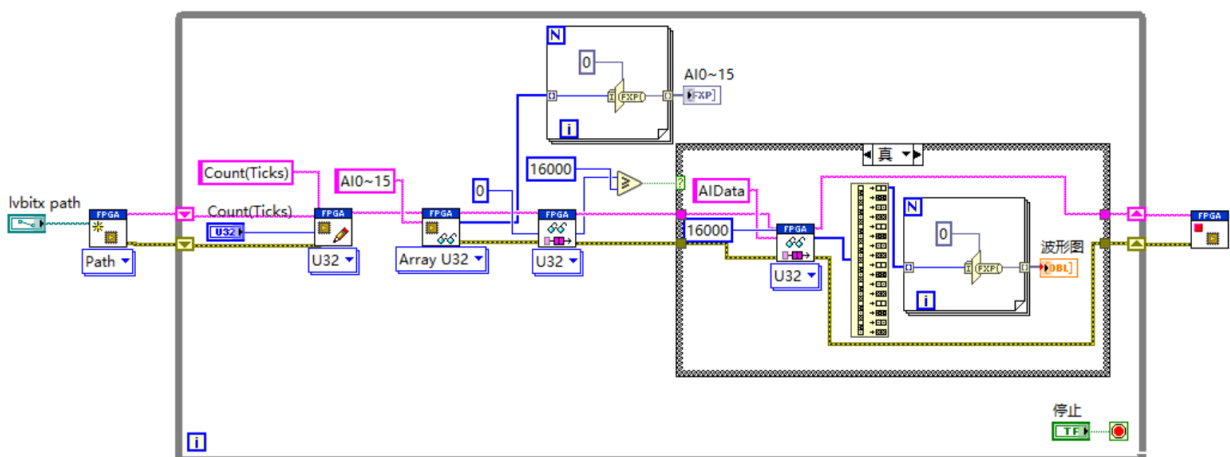 N
0
I
FXP[
i
AI0~15
FXP]
真
?
Count(Ticks)
AI0~15
16000
0
AIData
lvbitx path
FPGA
Path
Count(Ticks)
U32
FPGA
U32
FPGA
Array U32
FPGA
U32
16000
FPGA
U32
N
0
I
FXP[
i
波形图
DBL]
FPGA
停止
TF
i